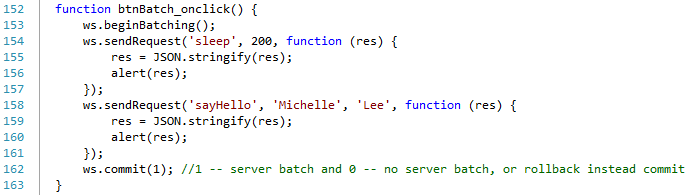 152 function btnBatch_onclick() {
153 ws.beginBatching();
154 ws.sendRequest('sleep', 200, function (res) {
155 res = JSON.stringify(res);
156 alert(res);
157 });
158 ws.sendRequest('sayHello', 'Michelle', 'Lee', function (res) {
159 res = JSON.stringify(res);
160 alert(res);
161 });
162 ws.commit(1); //1 -- server batch and 0 -- no server batch, or rollback instead commit
163 }